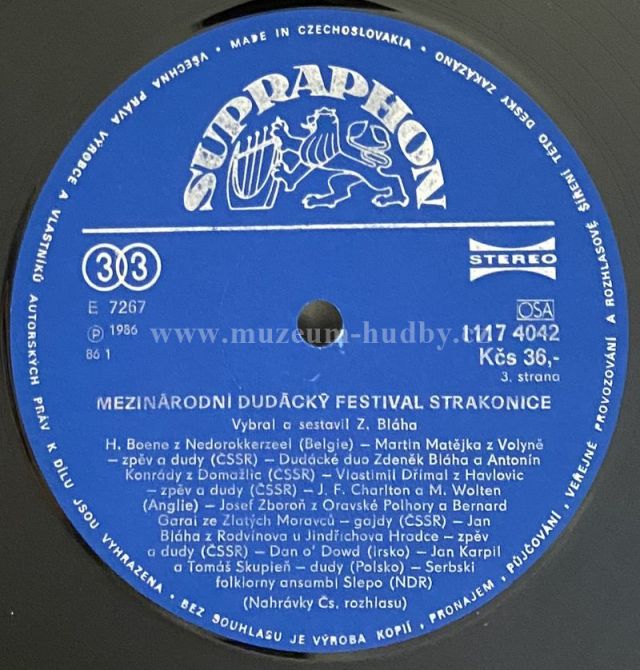 VŠECHNA PRÁVA VÝROBCE A VLASTNÍKŮ AUTORSKÝCH PRÁV K DÍLU JSOU VYHRAZENA • BEZ SOUHLASU JE VÝROBA KOPIÍ, PRONAJEM, PŮJČOVÁNÍ, VEŘEJNÉ PROVOZOVÁNÍ A ROZHLASOVÉ ŠÍŘENÍ TÉTO DESKY ZAKÁZÁNO • MADE IN CZECHOSLOVAKIA •
SUPRAPHON
33
STEREO
E 7267
Ⓟ 1986
86 1
OSA
1117 4042
Kčs 36,-
3. strana
www.muzeum-hudby.cz
MEZINÁRODNÍ DUDÁCKÝ FESTIVAL STRAKONICE
Vybral a sestavil Z. Bláha
H. Boene z Nedorokkerzeel (Belgie) – Martin Matějka z Volyně
– zpěv a dudy (ČSSR) – Dudácké duo Zdeněk Bláha a Antonín
Konrády z Domažlic (ČSSR) – Vlastimil Dřímal z Havlovic
– zpěv a dudy (ČSSR) – J. F. Charlton a M. Wolten
(Anglie) – Josef Zboroň z Oravské Polhory a Bernard
Garai ze Zlatých Moravců – gajdy (ČSSR) – Jan
Bláha z Rodvínova u Jindřichova Hradce – zpěv
a dudy (ČSSR) – Dan o' Dowd (Irsko) – Jan Karpil
a Tomáš Skupień – dudy (Polsko) – Serbski
folklorny ansambl Slepo (NDR)
(Nahrávky Čs. rozhlasu)